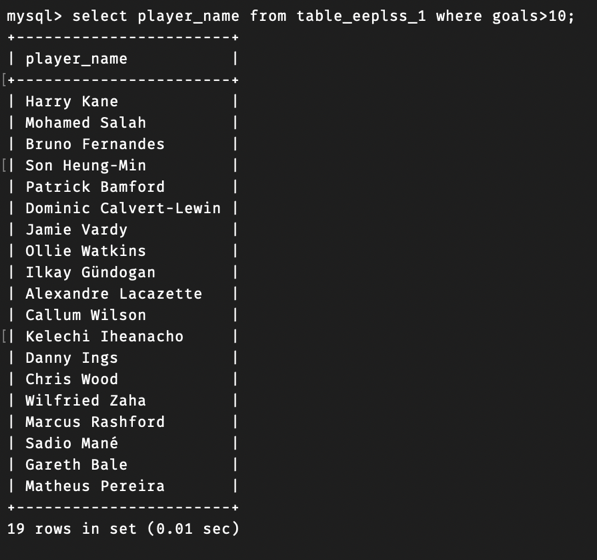 mysql> select player_name from table_eeplss_1 where goals>10;
+-----------------------+
| player_name           |
[+-----------------------+
| Harry Kane            |
| Mohamed Salah         |
| Bruno Fernandes       |
[| Son Heung-Min         |
| Patrick Bamford       |
| Dominic Calvert-Lewin |
| Jamie Vardy           |
| Ollie Watkins         |
| Ilkay Gündogan        |
| Alexandre Lacazette   |
| Callum Wilson         |
[| Kelechi Iheanacho     |
| Danny Ings            |
| Chris Wood            |
| Wilfried Zaha         |
| Marcus Rashford       |
| Sadio Mané            |
| Gareth Bale           |
| Matheus Pereira       |
+-----------------------+
19 rows in set (0.01 sec)